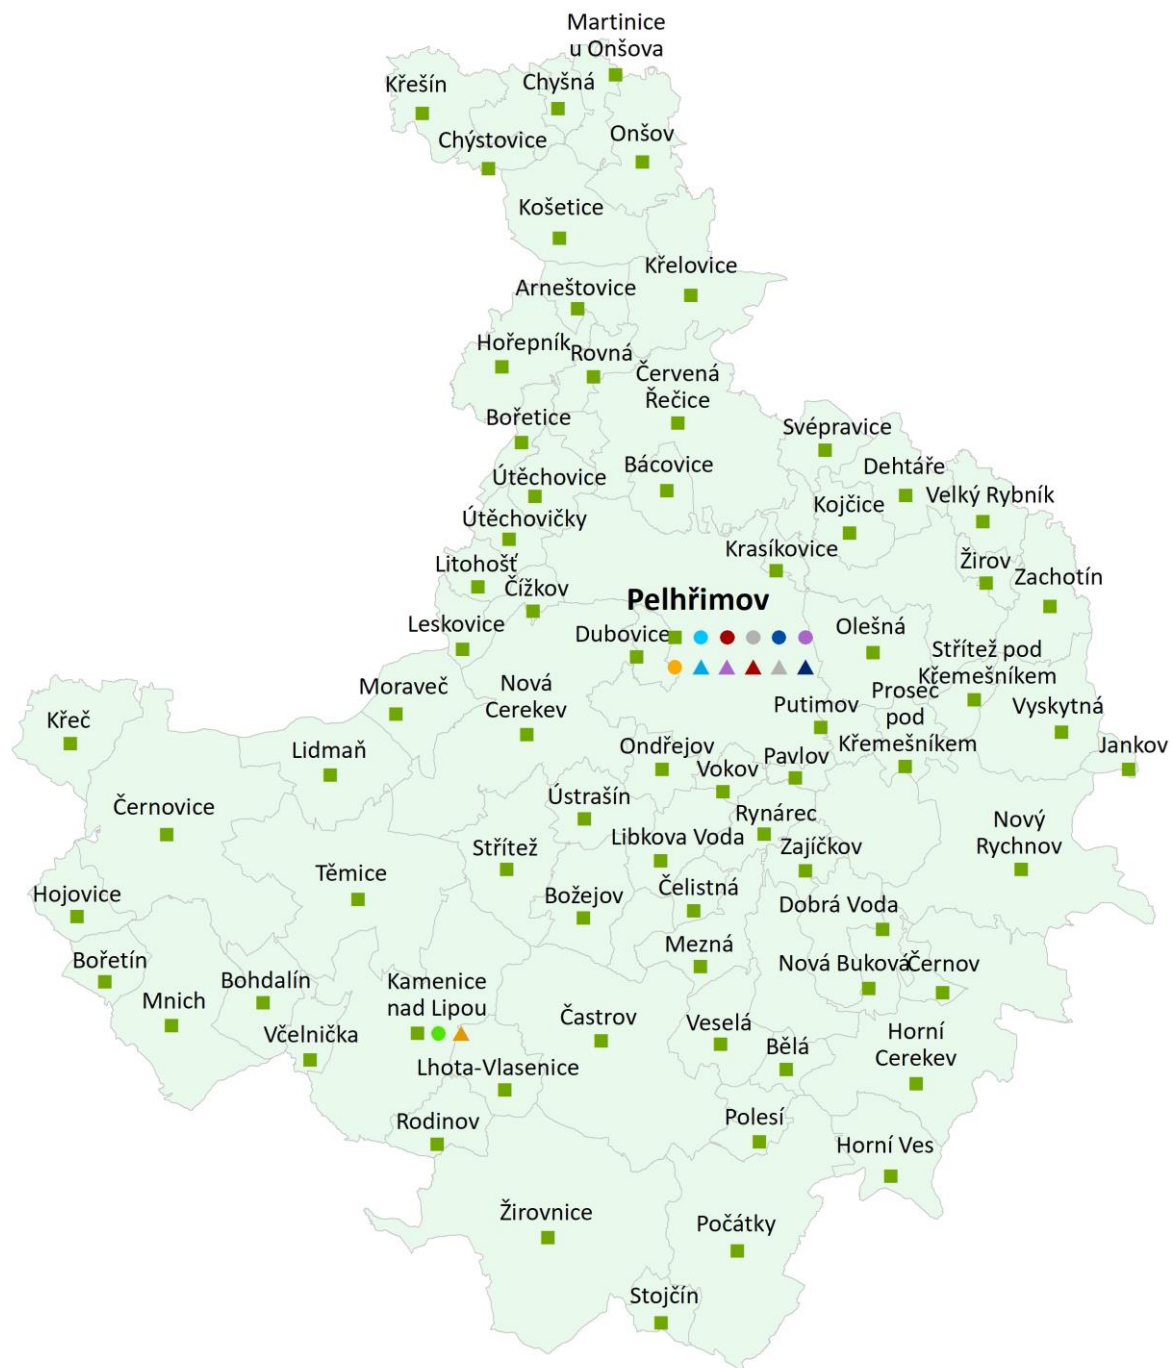 Martinice
u Onšova
Křešín
Chyšná
Chýstovice
Onšov
Košetice
Křelovice
Arneštovice
Hořepník
Rovná
Červená
Řečice
Bořetice
Svépravice
Bácovice
Dehtáře
Útěchovice
Kojčice
Velký Rybník
Útěchovičky
Krasíkovice
Litohošť
Čížkov
Žirov
Zachotín
Pelhřimov
Leskovice
Dubovice
Olešná
Střítež pod
Křemešníkem
Moraveč
Nová
Cerekev
Putimov
Proseč
pod
Křemešníkem
Vyskytná
Křeč
Lidmaň
Ondřejov
Vokov
Pavlov
Jankov
Černovice
Ústrašín
Rynárec
Nový
Rychnov
Střítež
Libkova Voda
Zajíčkov
Těmice
Hojovice
Božejov
Čelistná
Dobrá Voda
Bořetín
Mnich
Bohdalín
Kamenice
nad Lipou
Mezná
Nová Buková
Černov
Včelnička
Častrov
Veselá
Bělá
Horní
Cerekev
Lhota-Vlasenice
Rodinov
Polesí
Horní Ves
Žirovnice
Počátky
Stojčín